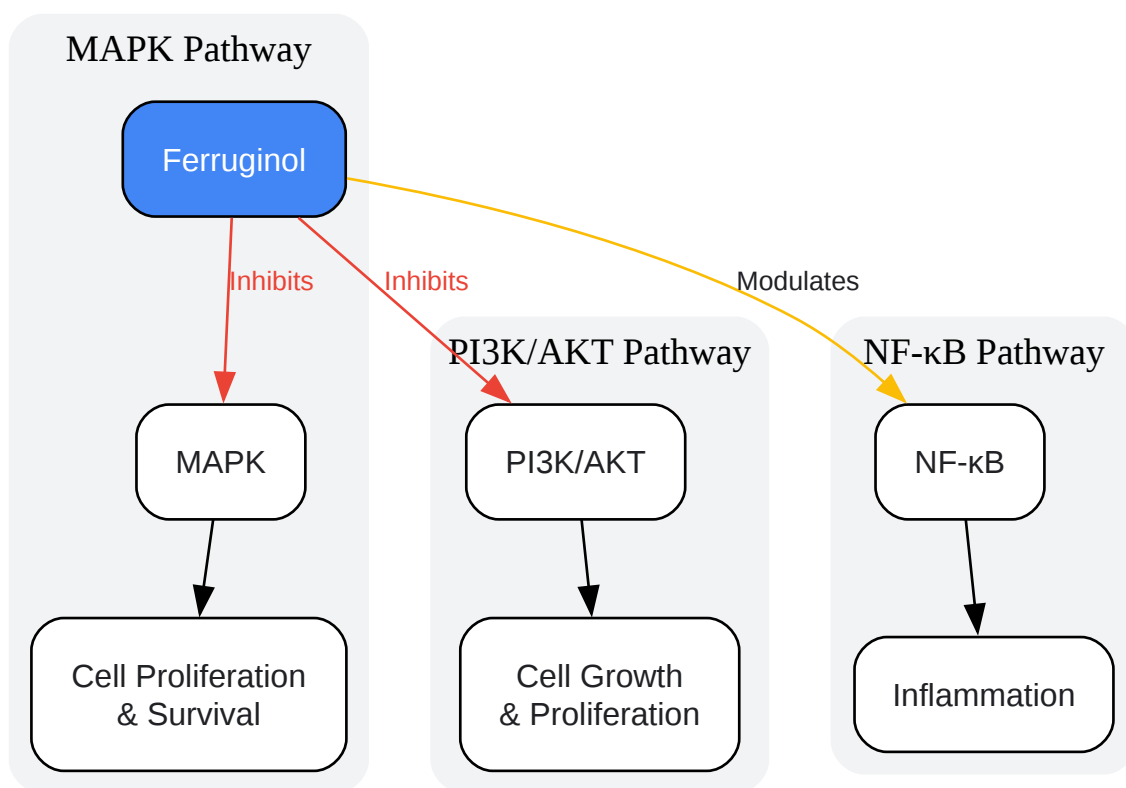 MAPK Pathway
Ferruginol
Inhibits
Inhibits
Modulates
PI3K/AKT Pathway
NF-κB Pathway
MAPK
PI3K/AKT
NF-κB
Cell Proliferation
& Survival
Cell Growth
& Proliferation
Inflammation